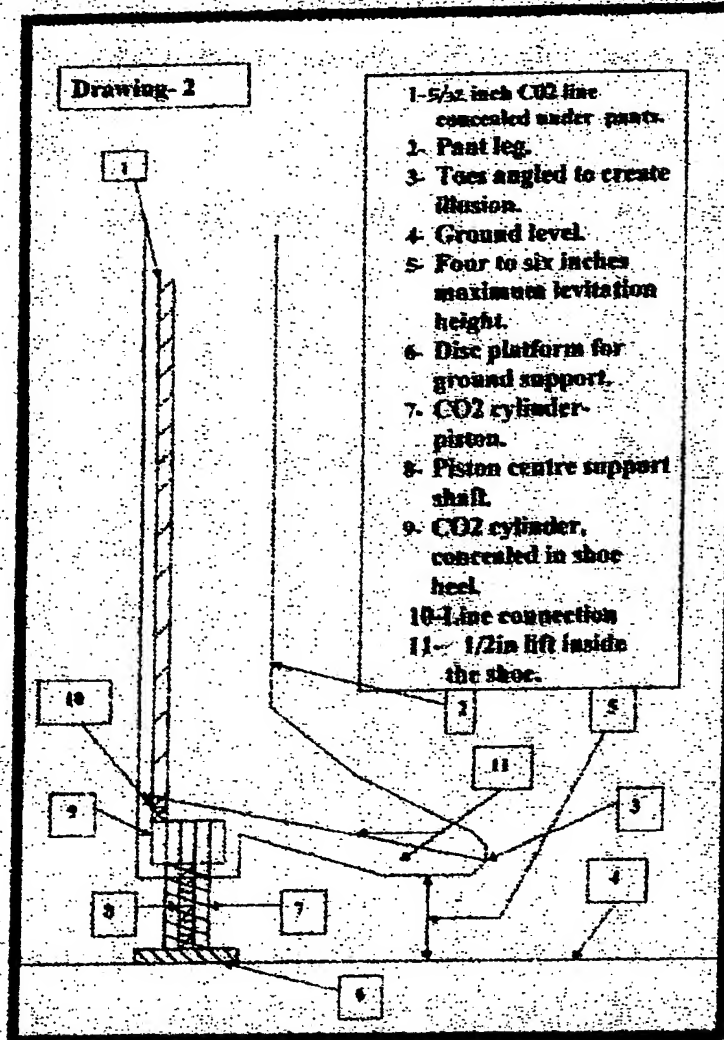 Drawing- 2
1-5/32 inch CO2 line
concealed under pants.
2- Pant leg.
3- Toes angled to create
illusion.
4- Ground level.
5- Four to six inches
maximum levitation
height.
6- Disc platform for
ground support.
7- CO2 cylinder-
piston.
8- Piston centre support
shaft.
9- CO2 cylinder,
concealed in shoe
heel.
10-Line connection
11- 1/2in lift inside
the shoe.
1
2
5
10
11
9
3
4
8
7
6